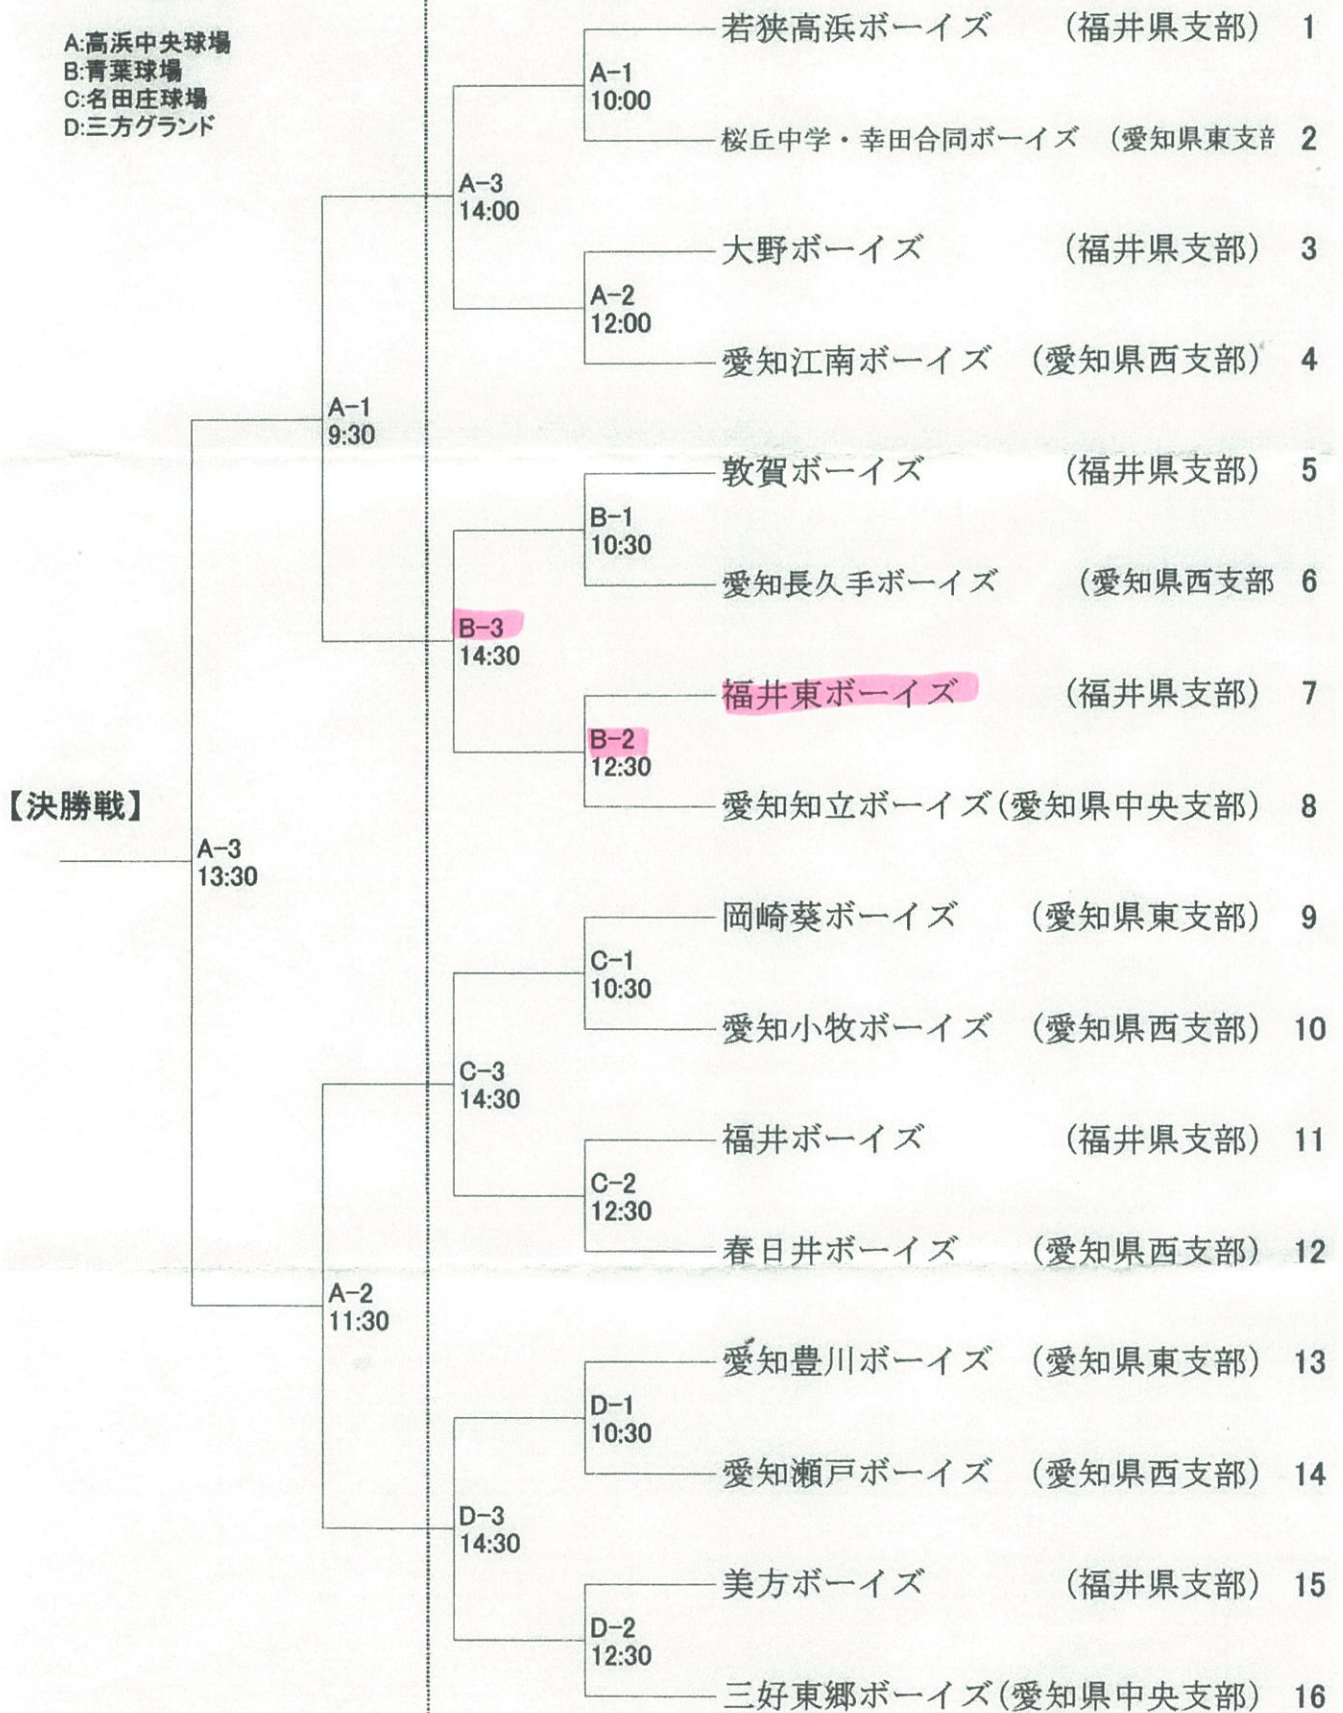 A:高浜中央球場
B:青葉球場
C:名田庄球場
D:三方グランド
若狭高浜ボーイズ (福井県支部) 1
A-1
10:00
桜丘中学・幸田合同ボーイズ (愛知県東支部 2
A-3
14:00
大野ボーイズ (福井県支部) 3
A-2
12:00
愛知江南ボーイズ (愛知県西支部) 4
A-1
9:30
敦賀ボーイズ (福井県支部) 5
B-1
10:30
愛知長久手ボーイズ (愛知県西支部 6
B-3
14:30
福井東ボーイズ (福井県支部) 7
B-2
12:30
愛知知立ボーイズ(愛知県中央支部) 8
【決勝戦】
A-3
13:30
岡崎葵ボーイズ (愛知県東支部) 9
C-1
10:30
愛知小牧ボーイズ (愛知県西支部) 10
C-3
14:30
福井ボーイズ (福井県支部) 11
C-2
12:30
春日井ボーイズ (愛知県西支部) 12
A-2
11:30
愛知豊川ボーイズ (愛知県東支部) 13
D-1
10:30
愛知瀬戸ボーイズ (愛知県西支部) 14
D-3
14:30
美方ボーイズ (福井県支部) 15
D-2
12:30
三好東郷ボーイズ(愛知県中央支部) 16